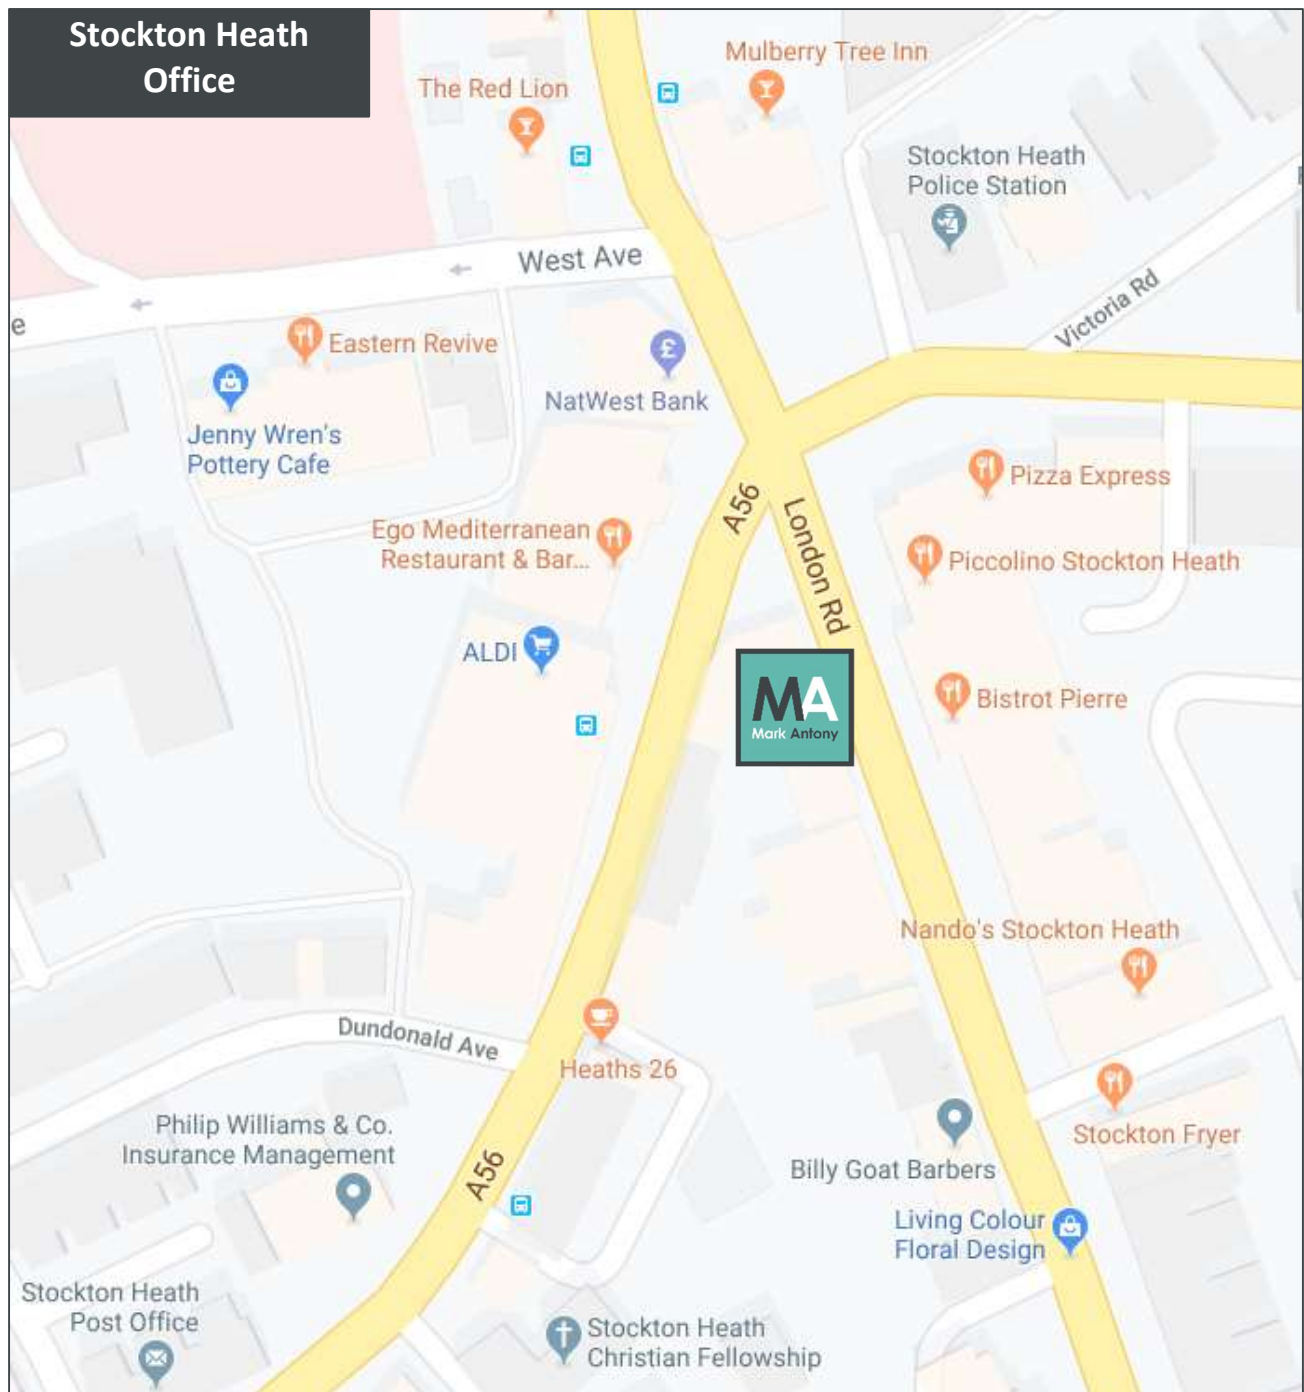 Stockton Heath
Office
Mulberry Tree Inn
The Red Lion
Stockton Heath
Police Station
West Ave
Victoria Rd
e
Eastern Revive
£
NatWest Bank
Jenny Wren's
Pottery Cafe
Pizza Express
A56
London Rd
Ego Mediterranean
Restaurant & Bar...
Piccolino Stockton Heath
ALDI
MA
Mark Antony
Bistrot Pierre
Nando's Stockton Heath
Dundonald Ave
Heaths 26
Philip Williams & Co.
Insurance Management
Stockton Fryer
A56
Billy Goat Barbers
Living Colour
Floral Design
Stockton Heath
Post Office
Stockton Heath
Christian Fellowship